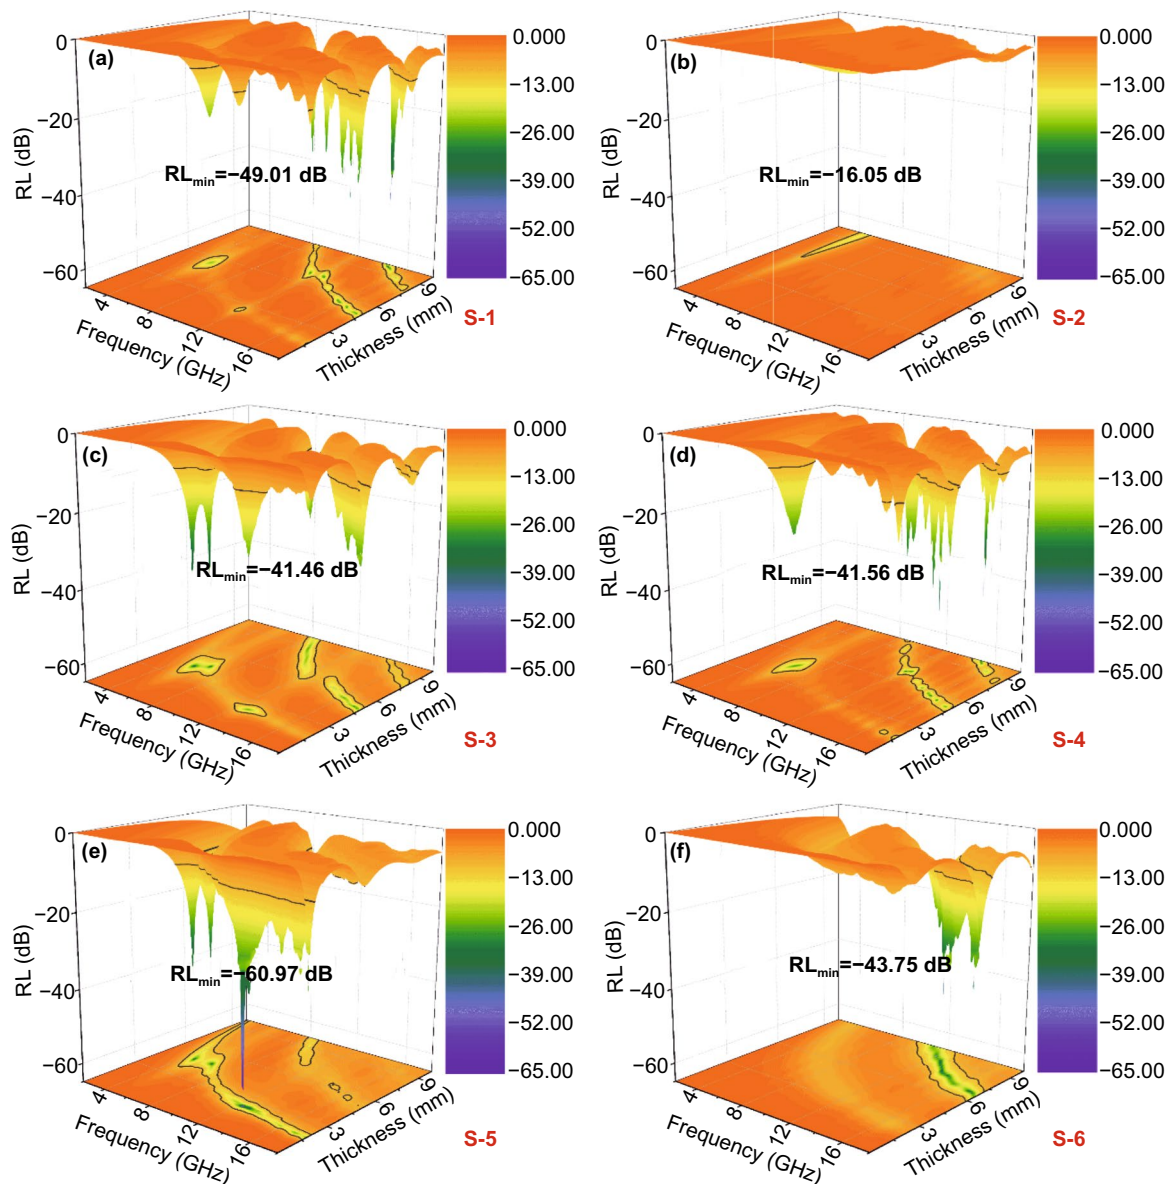 (a)
RL (dB)
0
−20
−40
−60
RLmin=−49.01 dB
4
8
12
16
Frequency (GHz)
3
6
9
Thickness (mm)
0.000
−13.00
−26.00
−39.00
−52.00
−65.00
S-1
(b)
RL (dB)
0
−20
−40
−60
RLmin=−16.05 dB
4
8
12
16
Frequency (GHz)
3
6
9
Thickness (mm)
0.000
−13.00
−26.00
−39.00
−52.00
−65.00
S-2
(c)
RL (dB)
0
−20
−40
−60
RLmin=−41.46 dB
4
8
12
16
Frequency (GHz)
3
6
9
Thickness (mm)
0.000
−13.00
−26.00
−39.00
−52.00
−65.00
S-3
(d)
RL (dB)
0
−20
−40
−60
RLmin=−41.56 dB
4
8
12
16
Frequency (GHz)
3
6
9
Thickness (mm)
0.000
−13.00
−26.00
−39.00
−52.00
−65.00
S-4
(e)
RL (dB)
0
−20
−40
−60
RLmin=−60.97 dB
4
8
12
16
Frequency (GHz)
3
6
9
Thickness (mm)
0.000
−13.00
−26.00
−39.00
−52.00
−65.00
S-5
(f)
RL (dB)
0
−20
−40
−60
RLmin=−43.75 dB
4
8
12
16
Frequency (GHz)
3
6
9
Thickness (mm)
0.000
−13.00
−26.00
−39.00
−52.00
−65.00
S-6